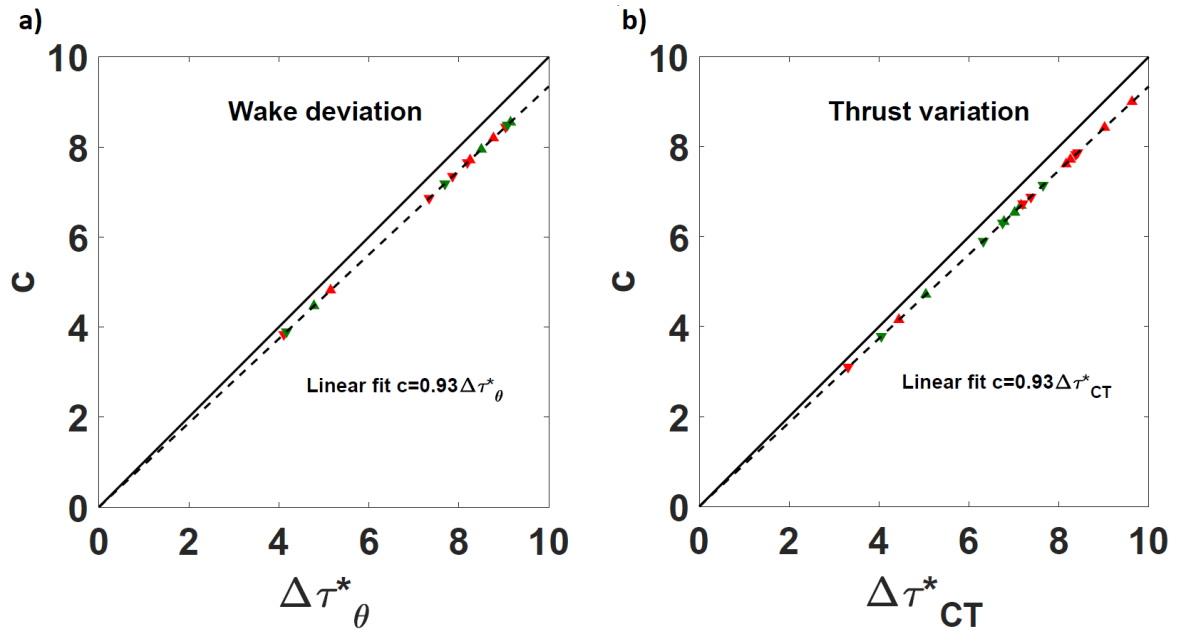 a)
Wake deviation
Linear fit c=0.93Δτ*θ
c
0
2
4
6
8
10
0
2
4
6
8
10
Δτ*θ
b)
Thrust variation
Linear fit c=0.93Δτ*CT
c
0
2
4
6
8
10
0
2
4
6
8
10
Δτ*CT